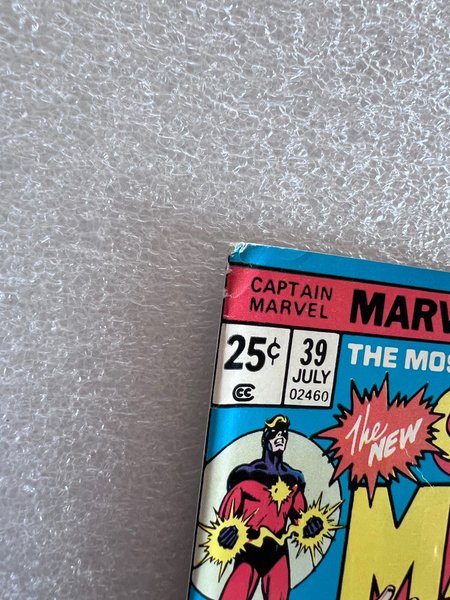 CAPTAIN
MARVEL
MARV
25¢
39
JULY
02460
CC
THE MOS
The
NEW
M